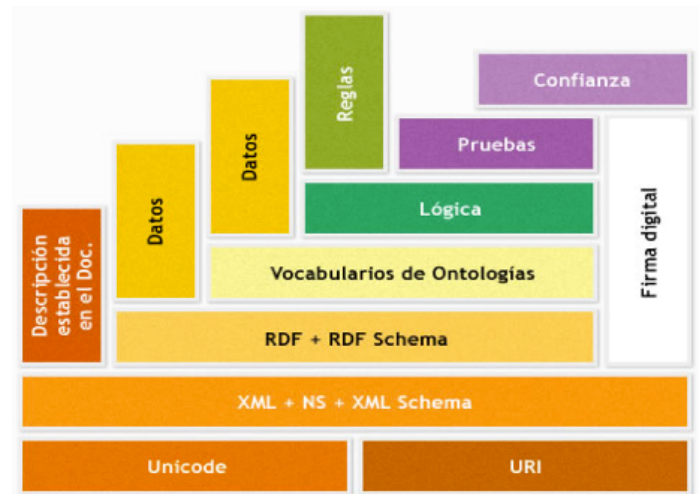 Reglas
Confianza
Datos
Pruebas
Datos
Lógica
Descripción
establecida
en el Doc.
Vocabularios de Ontologías
Firma digital
RDF + RDF Schema
XML + NS + XML Schema
Unicode
URI